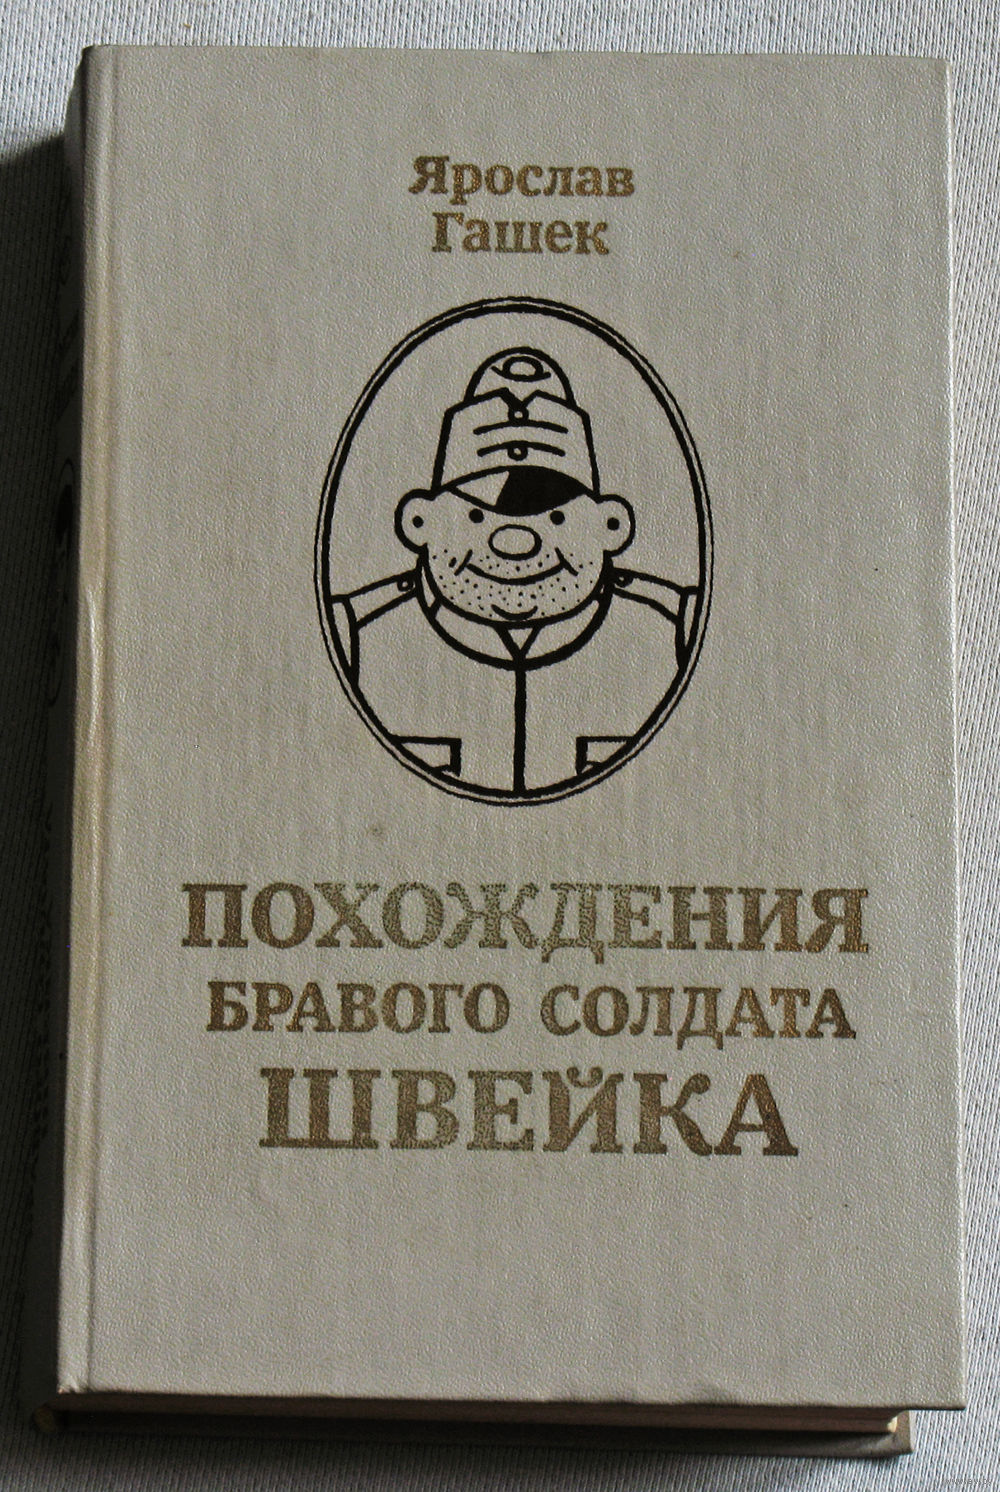 Ярослав
Гашек
ПОХОЖДЕНИЯ
БРАВОГО СОЛДАТА
ШВЕЙКА